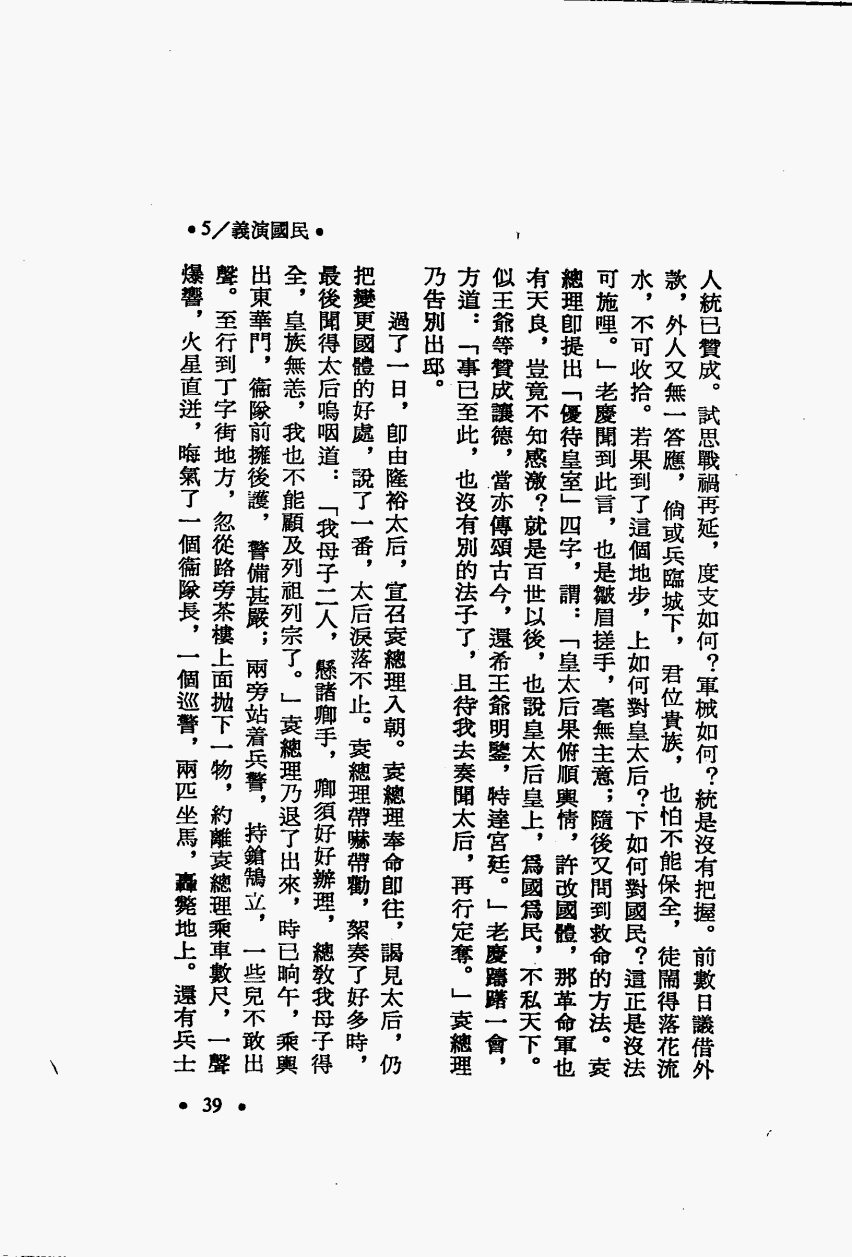 •民國演義/5•
人統已贊成。試思戰禍再延，度支如何？軍械如何？統是沒有把握。前數日議借外
款，外人又無一答應，倘或兵臨城下，君位貴族，也怕不能保全，徒鬧得落花流
水，不可收拾。若果到了這個地步，上如何對皇太后？下如何對國民？這正是沒法
可施哩。」老慶聞到此言，也是皺眉搓手，毫無主意；隨後又問到救命的方法。袁
總理卽提出「優待皇室」四字，謂：「皇太后果俯順輿情，許改國體，那革命軍也
有天良，豈竟不知感激？就是百世以後，也說皇太后皇上，爲國爲民，不私天下。
似王爺等贊成讓德，當亦傳頌古今，還希王爺明鑒，特達宮廷。」老慶躊躇一會，
方道：「事已至此，也沒有別的法子了，且待我去奏聞太后，再行定奪。」袁總理
乃告別出邸。
過了一日，卽由隆裕太后，宣召袁總理入朝。袁總理奉命卽往，謁見太后，仍
把變更國體的好處，說了一番，太后淚落不止。袁總理帶嚇帶勸，絮奏了好多時，
最後聞得太后嗚咽道：「我母子二人，懸諸卿手，卿須好好辦理，總敎我母子得
全，皇族無恙，我也不能顧及列祖列宗了。」袁總理乃退了出來，時已晌午，乘輿
出東華門，衞隊前擁後護，警備甚嚴；兩旁站着兵警，持鎗鵠立，一些兒不敢出
聲。至行到丁字街地方，忽從路旁茶樓上面拋下一物，約離袁總理乘車數尺，一聲
爆響，火星直迸，晦氣了一個衞隊長，一個巡警，兩匹坐馬，轟斃地上。還有兵士
• 39 •